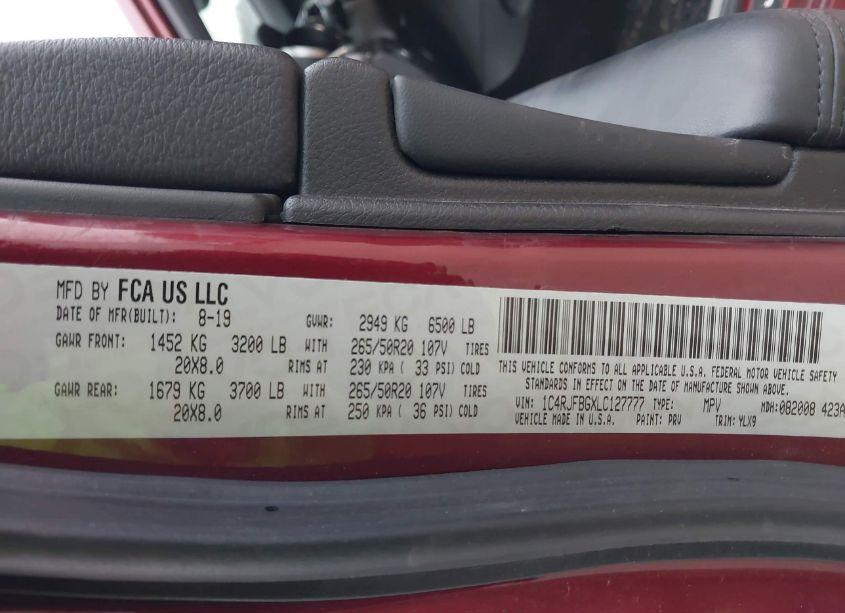 MFD BY FCA US LLC
DATE OF MFR(BUILT): 8-19 GVWR: 2949 KG 6500 LB
GAWR FRONT: 1452 KG 3200 LB WITH 265/50R20 107V TIRES
20X8.0 RIMS AT 230 KPA ( 33 PSI) COLD
GAWR REAR: 1679 KG 3700 LB WITH 265/50R20 107V TIRES
20X8.0 RIMS AT 250 KPA ( 36 PSI) COLD
THIS VEHICLE CONFORMS TO ALL APPLICABLE U.S.A. FEDERAL MOTOR VEHICLE SAFETY
STANDARDS IN EFFECT ON THE DATE OF MANUFACTURE SHOWN ABOVE.
VIN: 1C4RJFBGXLC127777 TYPE: MPV MDH: 082008 423A
VEHICLE MADE IN U.S.A. PAINT: PRV TRIM: YLX9